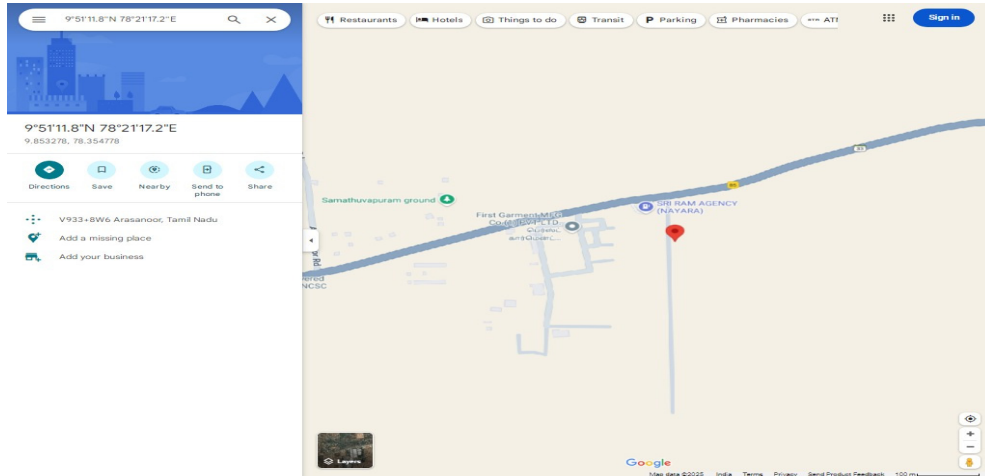 9°51'11.8"N 78°21'17.2"E
Restaurants
Hotels
Things to do
Transit
Parking
Pharmacies
Sign in
9°51'11.8"N 78°21'17.2"E
9.853278, 78.354778
Directions
Save
Nearby
Send to
phone
Share
V933+8W6 Arasanoor, Tamil Nadu
Add a missing place
Add your business
Samathuvapuram ground
First Garment MFG
SRI RAM AGENCY
(NAYARA)
NCSC
Layers
Google
Map data ©2025 India Terms Privacy Send Product Feedback 100 m